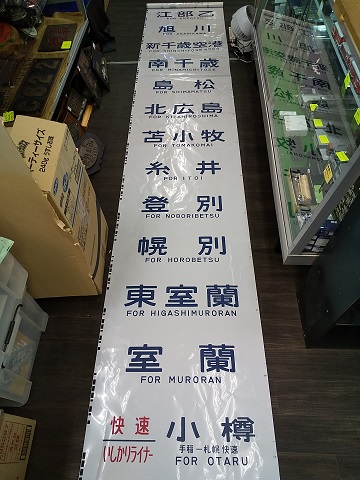 江部乙
旭川
FOR ASAHIKAWA
新千歳空港
南千歳
FOR MINAMICHITOSE
島松
FOR SHIMAMATSU
北広島
FOR KITAHIROSHIMA
苫小牧
FOR TOMAKOMAI
糸井
FOR ITOI
登別
FOR NOBORIBETSU
幌別
FOR HOROBETSU
東室蘭
FOR HIGASHIMURORAN
室蘭
FOR MURORAN
快速
いしかりライナー
小樽
手稲ー札幌 快速
FOR OTARU